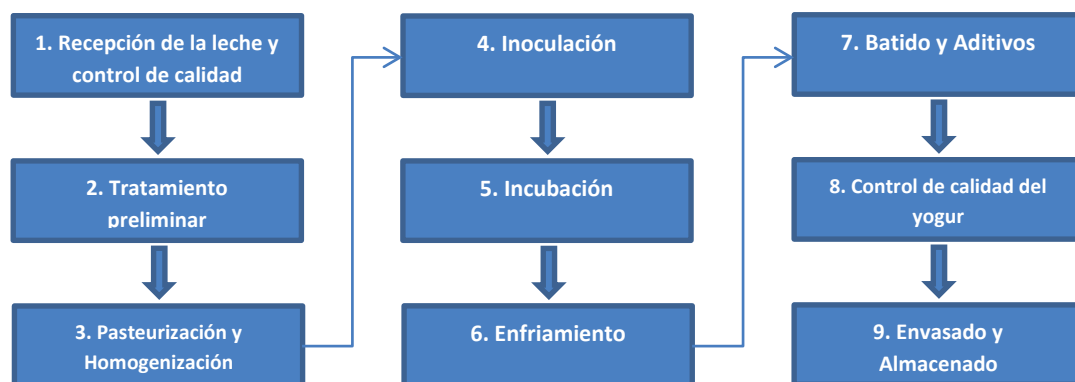 1. Recepción de la leche y
control de calidad
2. Tratamiento
preliminar
3. Pasteurización y
Homogenización
4. Inoculación
5. Incubación
6. Enfriamiento
7. Batido y Aditivos
8. Control de calidad del
yogur
9. Envasado y
Almacenado